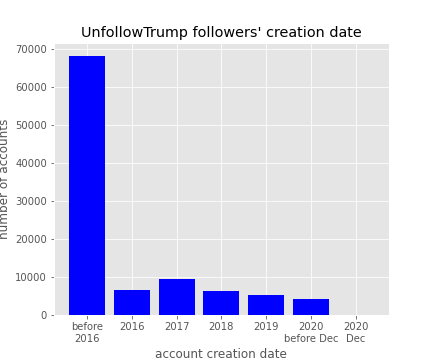 UnfollowTrump followers' creation date
number of accounts
70000
60000
50000
40000
30000
20000
10000
0
before
2016
2016
2017
2018
2019
2020
before Dec
2020
Dec
account creation date